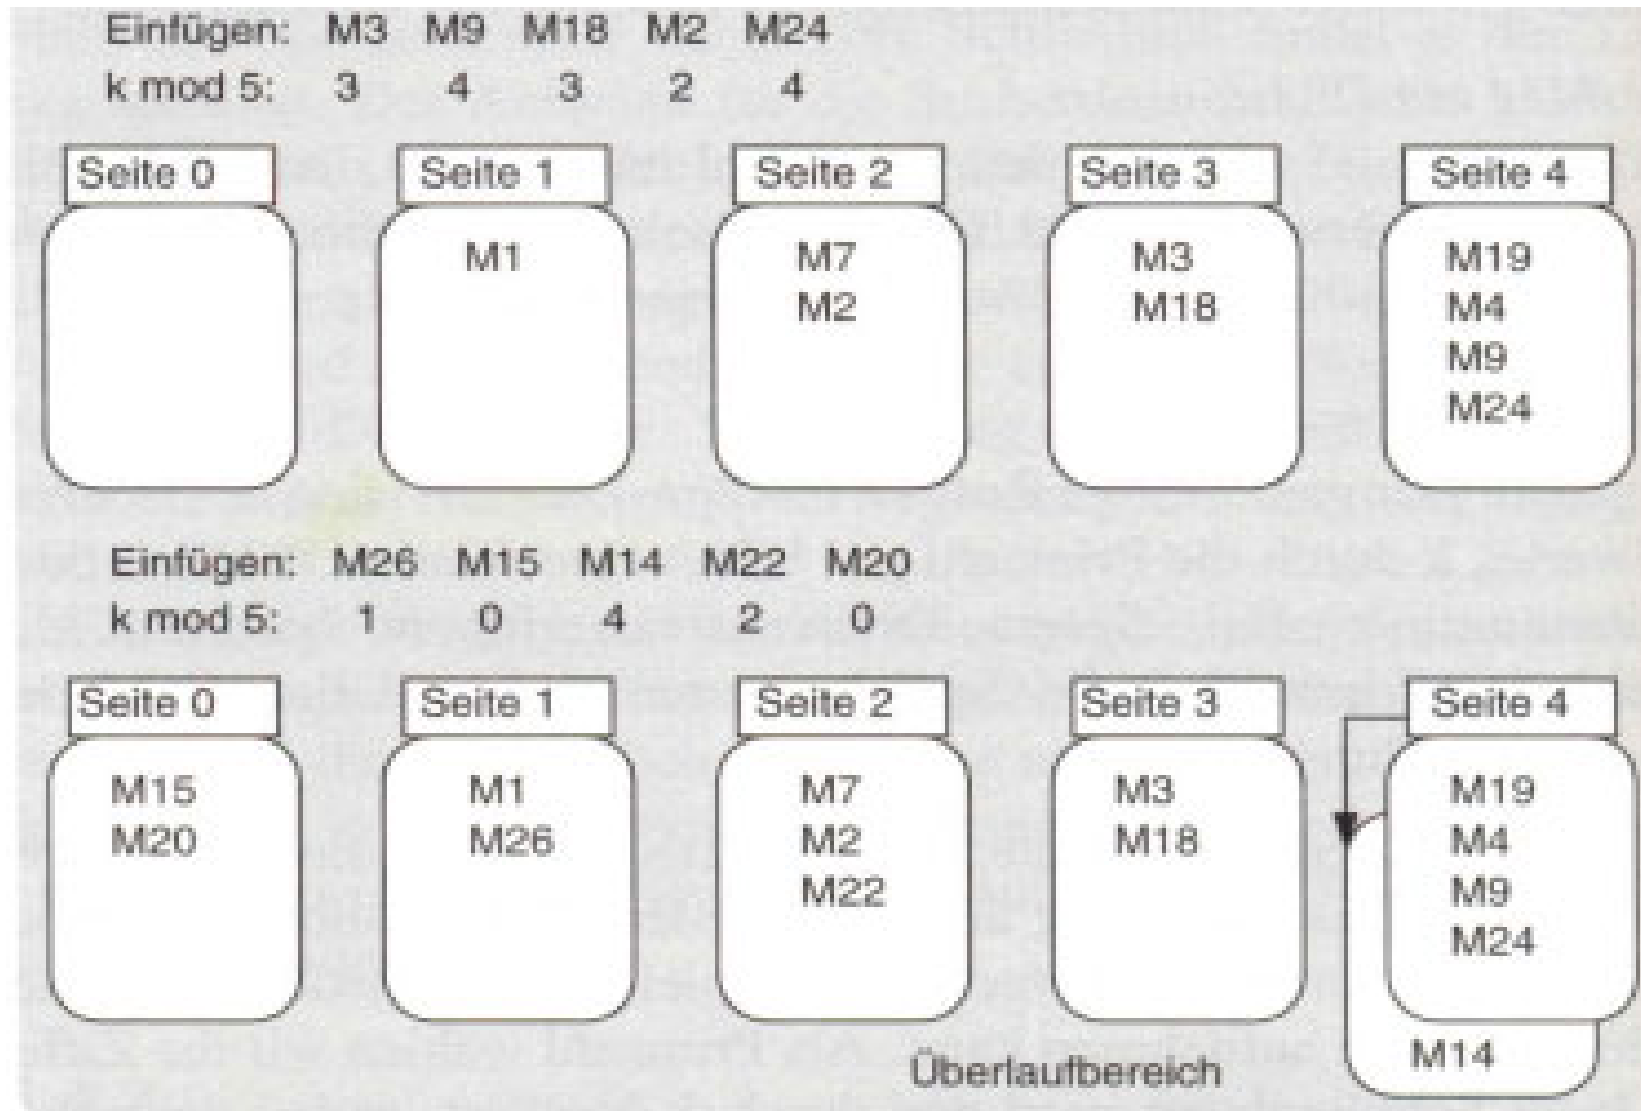 Einfügen: M3 M9 M18 M2 M24
k mod 5: 3 4 3 2 4
Seite 0 Seite 1 Seite 2 Seite 3 Seite 4
M1 M7 M3 M19
M2 M18 M4
M9
M24
Einfügen: M26 M15 M14 M22 M20
k mod 5: 1 0 4 2 0
Seite 0 Seite 1 Seite 2 Seite 3 Seite 4
M15 M1 M7 M3 M19
M20 M26 M2 M18 M4
M22 M9
M24
Überlaufbereich M14